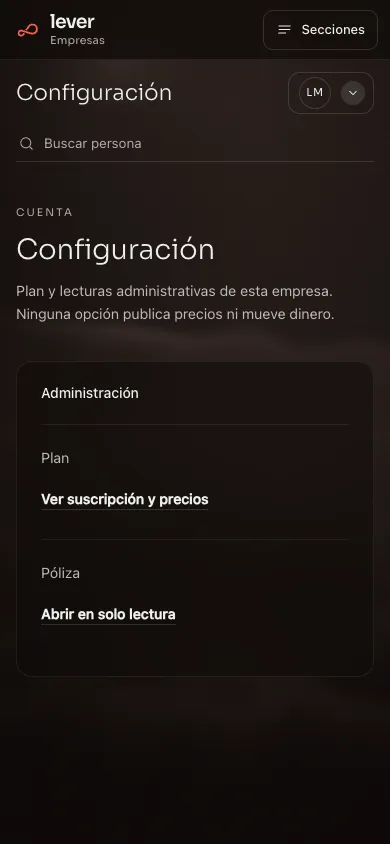 lever
Empresas
Secciones
Configuración
LM
Buscar persona
CUENTA
Configuración
Plan y lecturas administrativas de esta empresa.
Ninguna opción publica precios ni mueve dinero.
Administración
Plan
Ver suscripción y precios
Póliza
Abrir en solo lectura